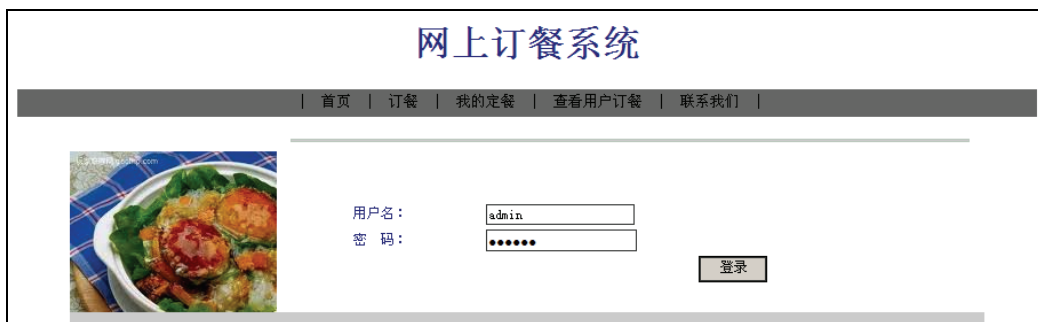 网上订餐系统
| 首页 | 订餐 | 我的定餐 | 查看用户订餐 | 联系我们 |
用户名： admin
密 码： ●●●●●●
登录